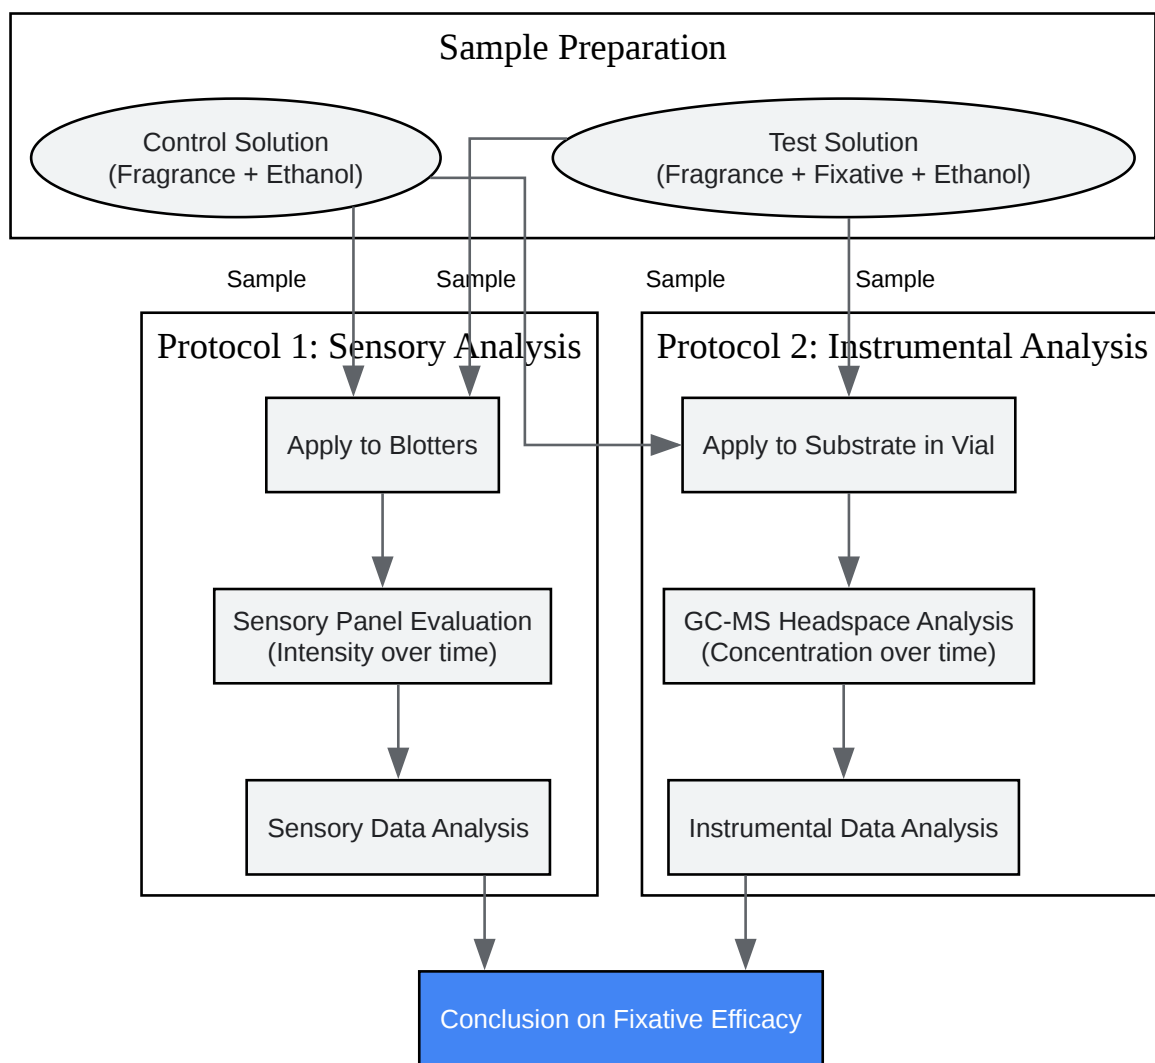 Sample Preparation
Control Solution
(Fragrance + Ethanol)
Test Solution
(Fragrance + Fixative + Ethanol)
Sample
Sample
Sample
Sample
Protocol 1: Sensory Analysis
Protocol 2: Instrumental Analysis
Apply to Blotters
Apply to Substrate in Vial
Sensory Panel Evaluation
(Intensity over time)
GC-MS Headspace Analysis
(Concentration over time)
Sensory Data Analysis
Instrumental Data Analysis
Conclusion on Fixative Efficacy